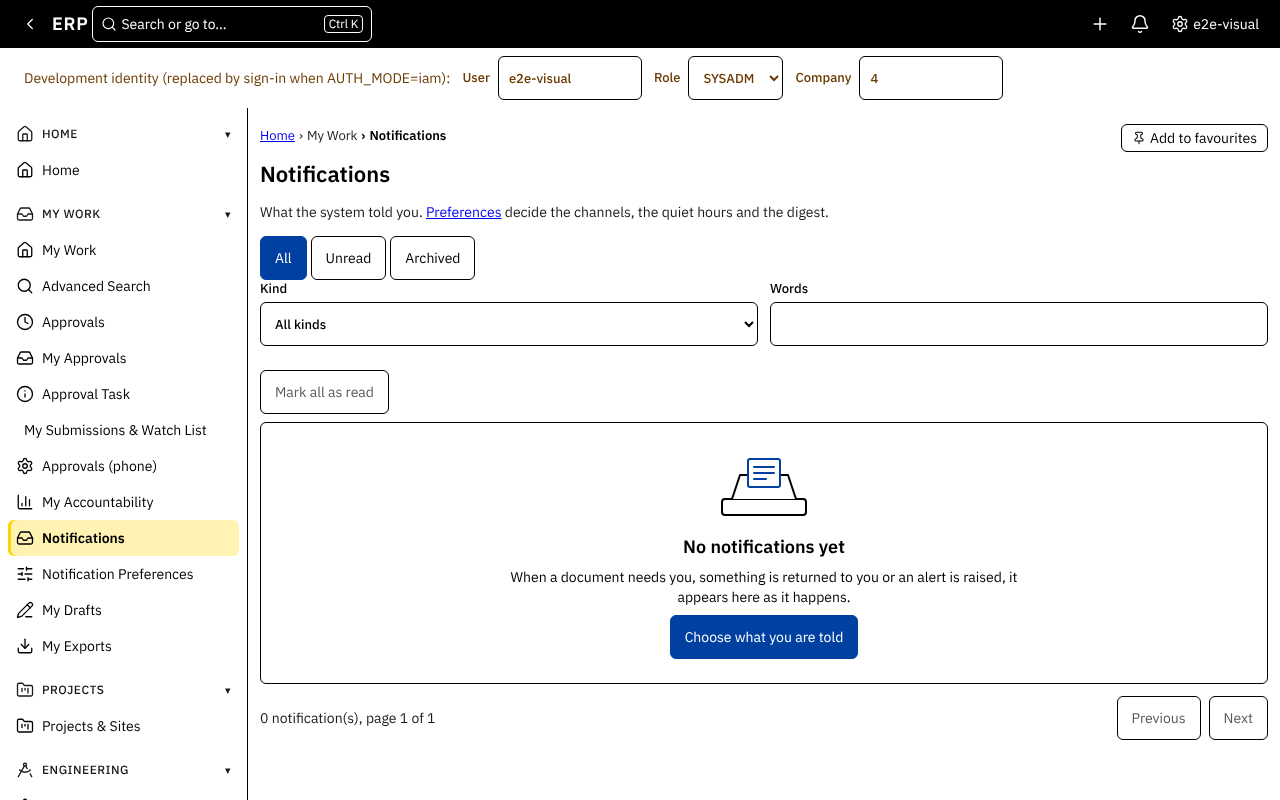 ERP
Search or go to...
Ctrl K
e2e-visual
Development identity (replaced by sign-in when AUTH_MODE=iam):
User
e2e-visual
Role
SYSADM
Company
4
HOME
Home
MY WORK
My Work
Advanced Search
Approvals
My Approvals
Approval Task
My Submissions & Watch List
Approvals (phone)
My Accountability
Notifications
Notification Preferences
My Drafts
My Exports
PROJECTS
Projects & Sites
ENGINEERING
Home › My Work › Notifications
Add to favourites
Notifications
What the system told you. Preferences decide the channels, the quiet hours and the digest.
All
Unread
Archived
Kind
All kinds
Words
Mark all as read
No notifications yet
When a document needs you, something is returned to you or an alert is raised, it
appears here as it happens.
Choose what you are told
0 notification(s), page 1 of 1
Previous
Next